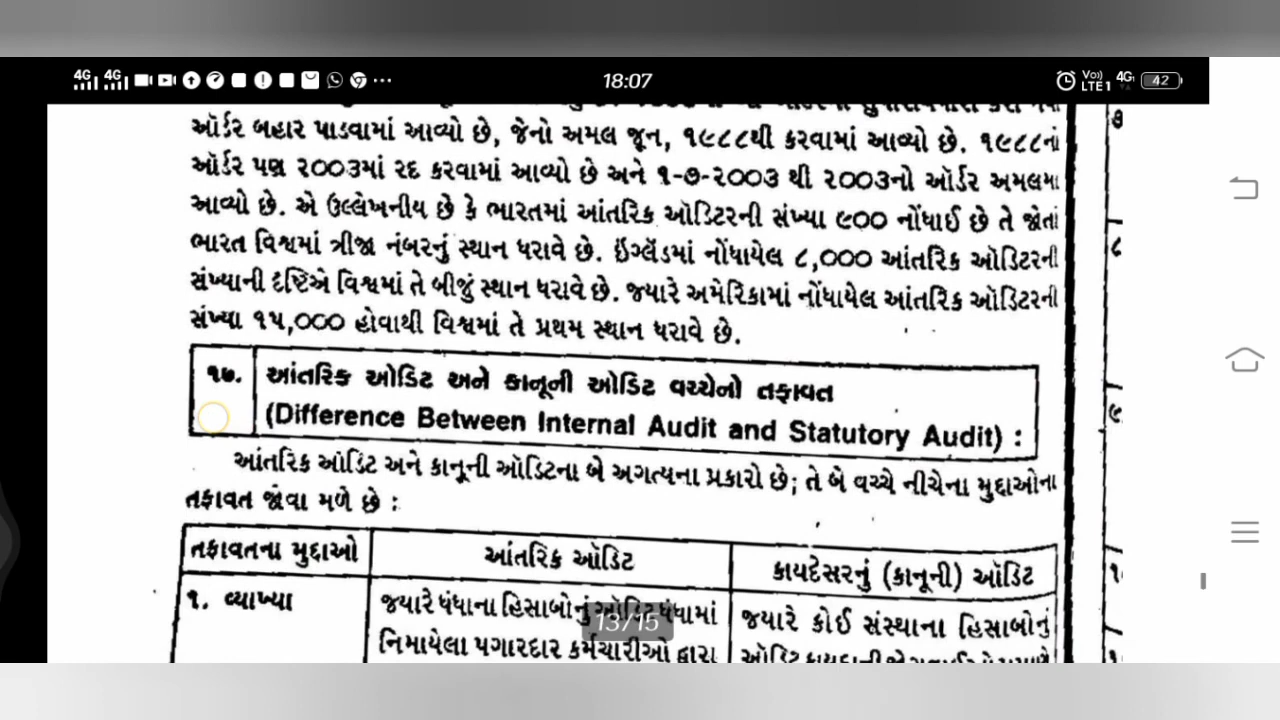 18:07
Vo)) LTE1 4G 42
ઑર્ડર બહાર પાડવામાં આવ્યો છે, જેનો અમલ જૂન, ૧૯૮૮થી કરવામાં આવ્યો છે. ૧૯૮૮નાં
ઑર્ડર પણ ૨૦૦૩માં રદ કરવામાં આવ્યો છે અને ૧-૭-૨૦૦૩ થી ૨૦૦૩નો ઑર્ડર અમલમાં
આવ્યો છે. એ ઉલ્લેખનીય છે કે ભારતમાં આંતરિક ઑડિટરની સંખ્યા ૯૦૦ નોંધાઈ છે તે જોતાં
ભારત વિશ્વમાં ત્રીજા નંબરનું સ્થાન ધરાવે છે. ઇંગ્લૅંડમાં નોંધાયેલ ૮,૦૦૦ આંતરિક ઑડિટરની
સંખ્યાની દૃષ્ટિએ વિશ્વમાં તે બીજું સ્થાન ધરાવે છે. જ્યારે અમેરિકામાં નોંધાયેલ આંતરિક ઑડિટરની
સંખ્યા ૧૫,૦૦૦ હોવાથી વિશ્વમાં તે પ્રથમ સ્થાન ધરાવે છે.
૧૭. આંતરિક ઓડિટ અને કાનૂની ઓડિટ વચ્ચેનો તફાવત
(Difference Between Internal Audit and Statutory Audit) :
આંતરિક ઑડિટ અને કાનૂની ઑડિટના બે અગત્યના પ્રકારો છે; તે બે વચ્ચે નીચેના મુદ્દાઓના
તફાવત જોવા મળે છે :
તફાવતના મુદ્દાઓ આંતરિક ઑડિટ કાયદેસરનું (કાનૂની) ઑડિટ
૧. વ્યાખ્યા જ્યારે ધંધાના હિસાબોનું ઑડિટ ધંધામાં જ્યારે કોઈ સંસ્થાના હિસાબોનું
13/15
નિમાયેલા પગારદાર કર્મચારીઓ દ્વારા